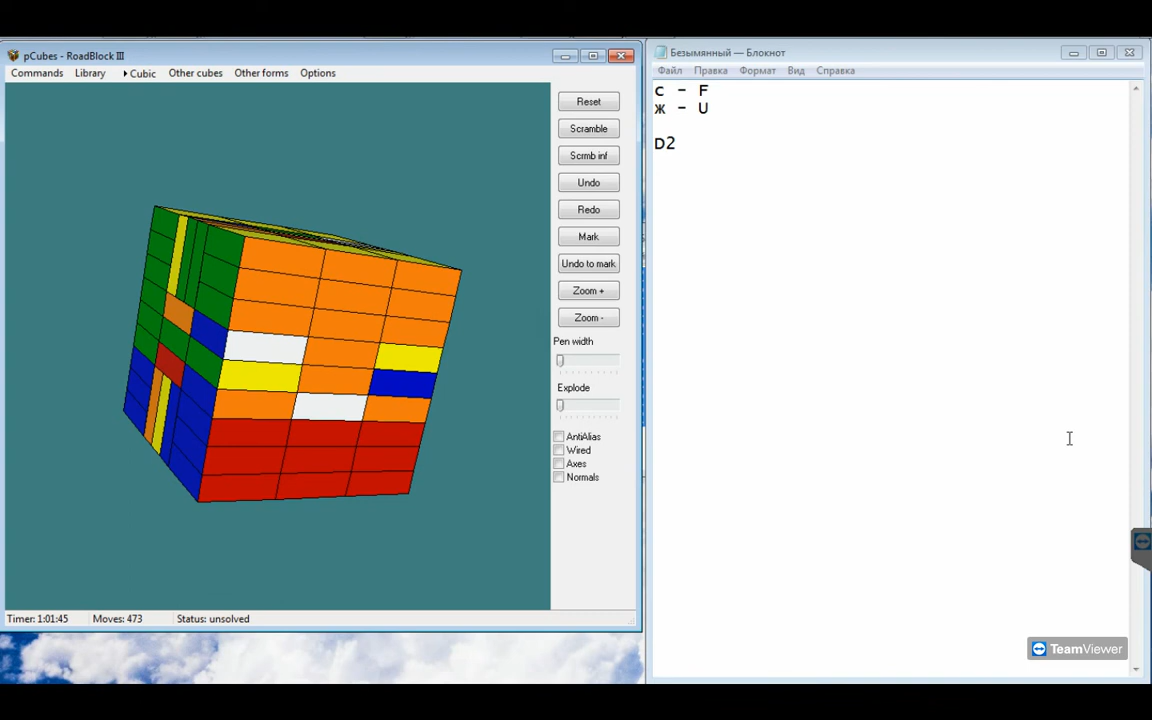 pCubes - RoadBlock III
Commands Library Cubic Other cubes Other forms Options
Reset
Scramble
Scrmb inf
Undo
Redo
Mark
Undo to mark
Zoom +
Zoom -
Pen width
Explode
AntiAlias
Wired
Axes
Normals
Timer: 1:01:45 Moves: 473 Status: unsolved
Безымянный — Блокнот
Файл Правка Формат Вид Справка
с - F
ж - U
D2
TeamViewer